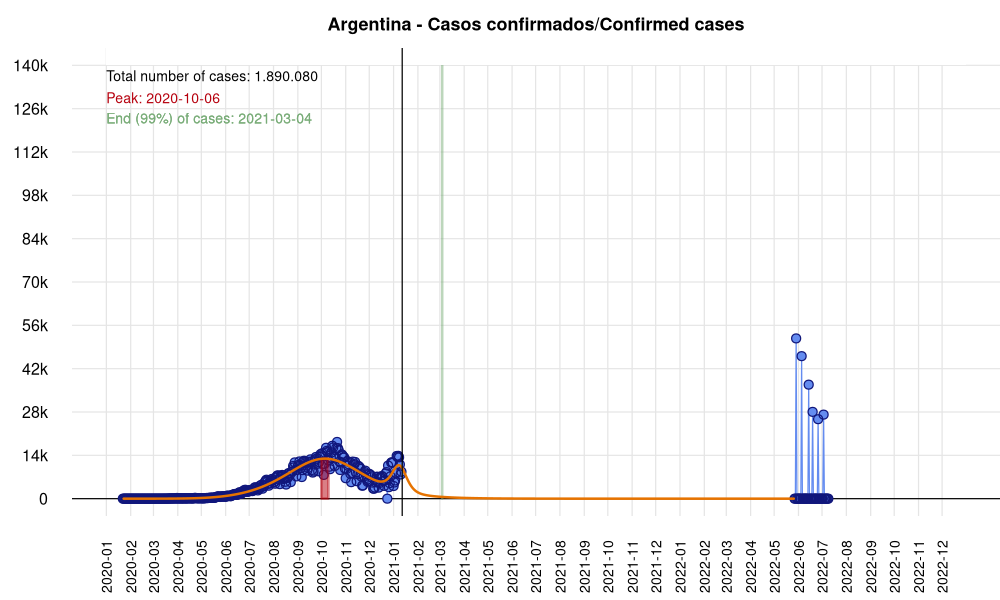 Argentina - Casos confirmados/Confirmed cases
140k
126k
112k
98k
84k
70k
56k
42k
28k
14k
0
Total number of cases: 1.890.080
Peak: 2020-10-06
End (99%) of cases: 2021-03-04
2020-01
2020-02
2020-03
2020-04
2020-05
2020-06
2020-07
2020-08
2020-09
2020-10
2020-11
2020-12
2021-01
2021-02
2021-03
2021-04
2021-05
2021-06
2021-07
2021-08
2021-09
2021-10
2021-11
2021-12
2022-01
2022-02
2022-03
2022-04
2022-05
2022-06
2022-07
2022-08
2022-09
2022-10
2022-11
2022-12